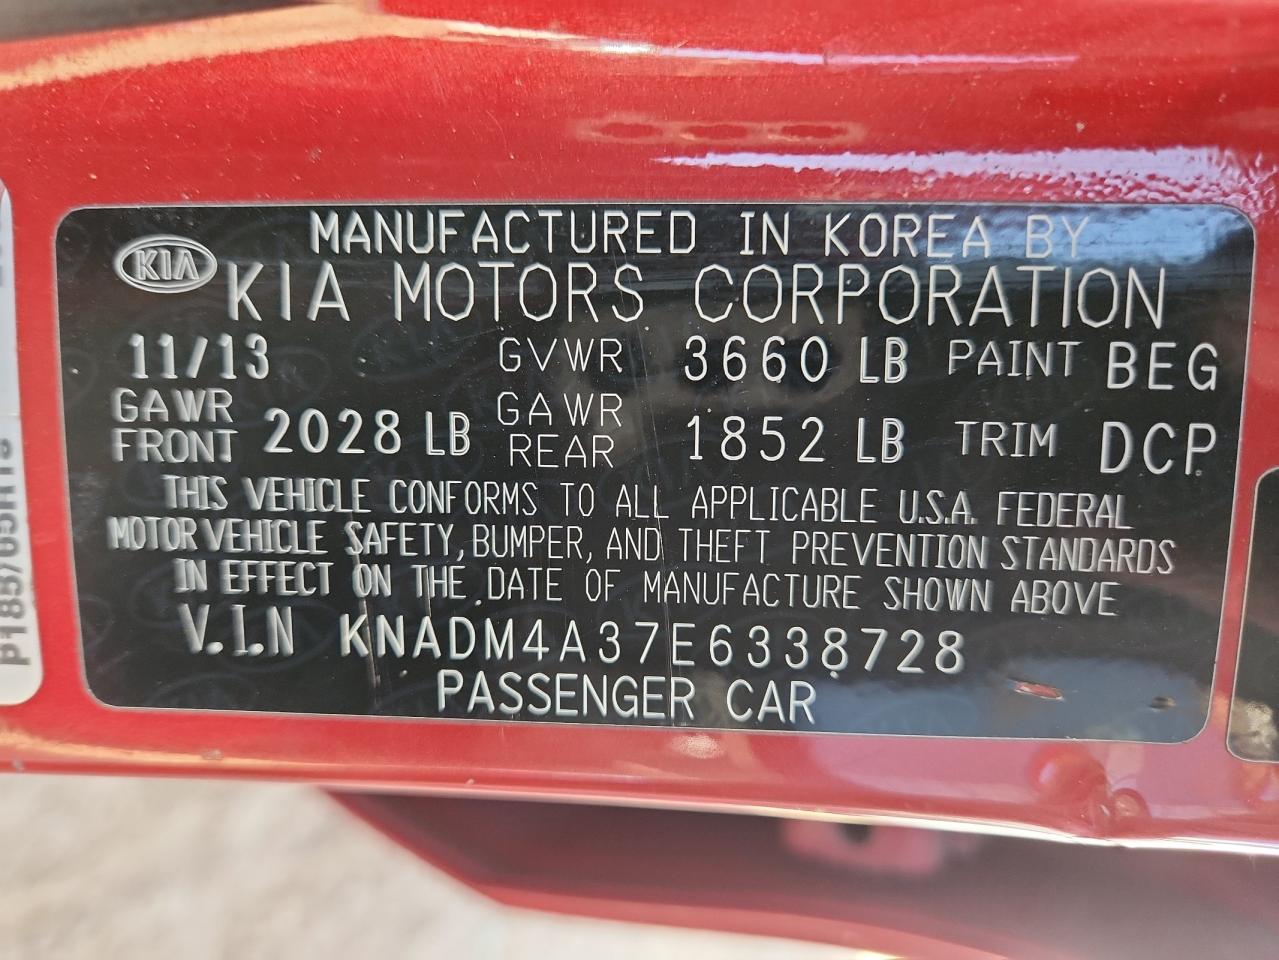 MANUFACTURED IN KOREA BY
KIA KIA MOTORS CORPORATION
11/13 GVWR 3660 LB PAINT BEG
GAWR FRONT 2028 LB GAWR REAR 1852 LB TRIM DCP
THIS VEHICLE CONFORMS TO ALL APPLICABLE U.S.A. FEDERAL
MOTOR VEHICLE SAFETY, BUMPER, AND THEFT PREVENTION STANDARDS
IN EFFECT ON THE DATE OF MANUFACTURE SHOWN ABOVE
V.I.N KNADM4A37E6338728
PASSENGER CAR
P185/65R15